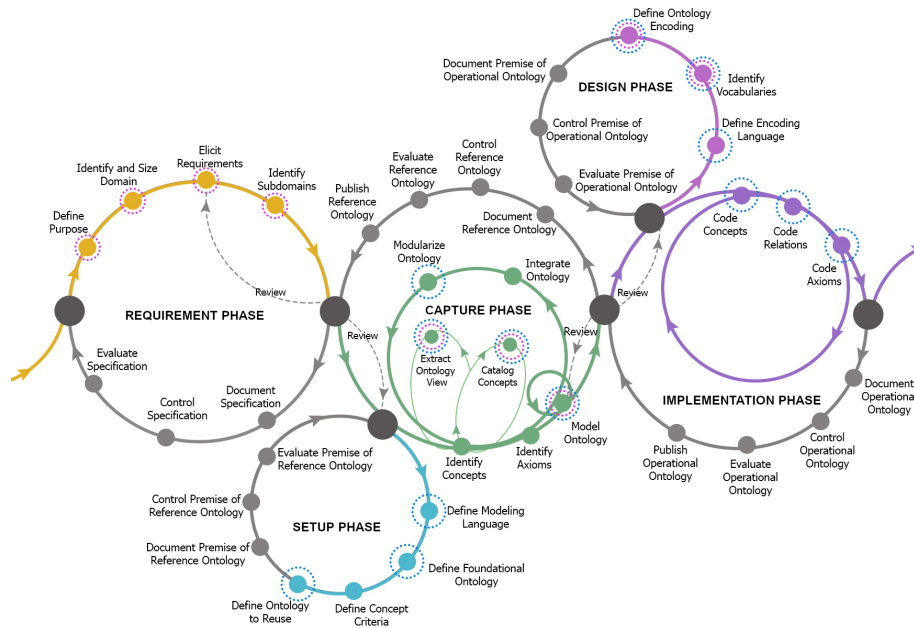 Define Ontology
Encoding
Document Premise of
Operational Ontology
DESIGN PHASE
Identify
Vocabularies
Control Premise of
Operational Ontology
Define Encoding
Language
Evaluate Premise of
Operational Ontology
Elicit
Requirements
Identify and Size
Domain
Identify
Subdomains
Define
Purpose
Review
REQUIREMENT PHASE
Evaluate
Specification
Control
Specification
Document
Specification
Control
Reference Ontology
Evaluate
Reference
Ontology
Publish
Reference
Ontology
Document
Reference Ontology
Modularize
Ontology
Integrate
Ontology
Review
CAPTURE PHASE
Review
Extract
Ontology
View
Catalog
Concepts
Model
Ontology
Identify
Axioms
Identify
Concepts
Code
Concepts
Code
Relations
Code
Axioms
Review
IMPLEMENTATION PHASE
Document
Operational
Ontology
Control
Operational
Ontology
Evaluate
Operational
Ontology
Publish
Operational
Ontology
Evaluate Premise of
Reference Ontology
Control Premise of
Reference Ontology
SETUP PHASE
Define Modeling
Language
Document Premise of
Reference Ontology
Define Foundational
Ontology
Define Ontology
to Reuse
Define Concept
Criteria